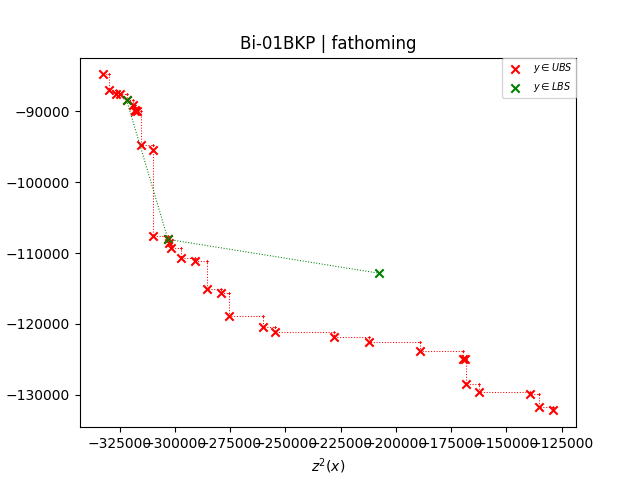 Bi-01BKP | fathoming
y ∈ UBS
y ∈ LBS
−90000
−100000
−110000
−120000
−130000
−325000 −300000 −275000 −250000 −225000 −200000 −175000 −150000 −125000
z²(x)